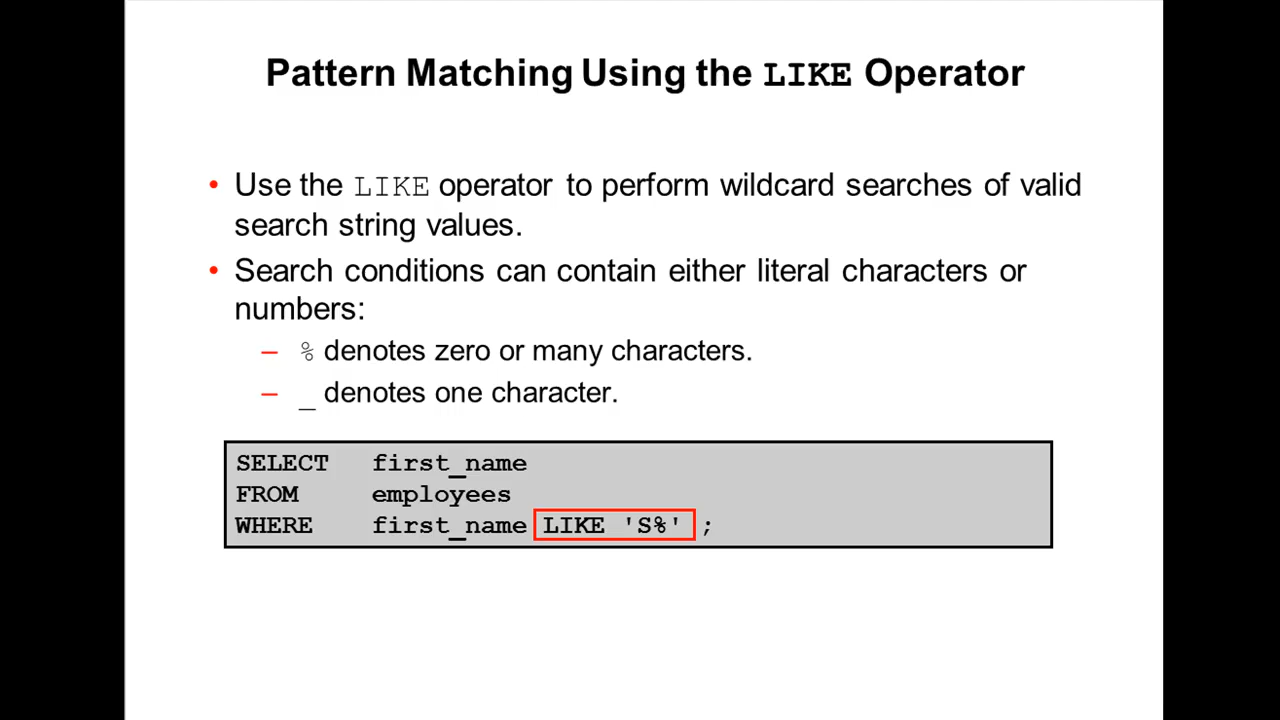 Pattern Matching Using the LIKE Operator
• Use the LIKE operator to perform wildcard searches of valid
search string values.
• Search conditions can contain either literal characters or
numbers:
– % denotes zero or many characters.
– _ denotes one character.
SELECT first_name
FROM employees
WHERE first_name LIKE 'S%' ;